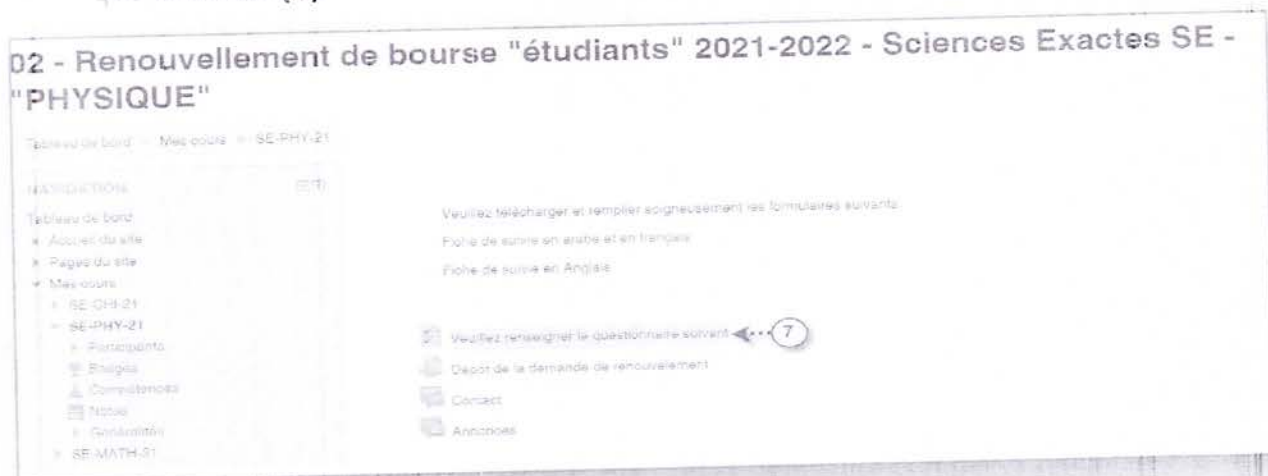 02 - Renouvellement de bourse "étudiants" 2021-2022 - Sciences Exactes SE -
"PHYSIQUE"
Tableau de bord Mes cours SE-PHY-21
NAVIGATION
Tableau de bord
Accueil du site
Pages du site
Mes cours
SE-CHI-21
SE-PHY-21
Participants
Badges
Compétences
Notes
Généralités
SE-MATH-21
Veuillez télécharger et remplier soigneusement les formulaires suivants
Fiche de suivie en arabe et en français
Fiche de suivie en Anglais
Veuillez renseigner le questionnaire suivant 7
Dépôt de la demande de renouvelement
Contact
Annonces